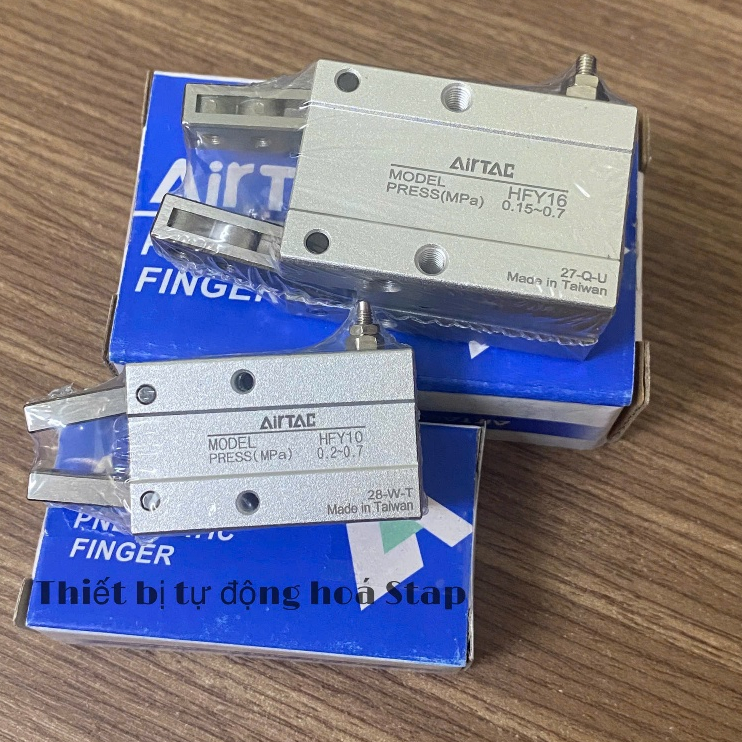 AirTAC
FINGER
AirTAC
MODEL HFY16
PRESS(MPa) 0.15~0.7
27-Q-U
Made in Taiwan
AirTAC
MODEL HFY10
PRESS(MPa) 0.2~0.7
28-W-T
Made in Taiwan
FINGER
Thiết bị tự động hoá Stap